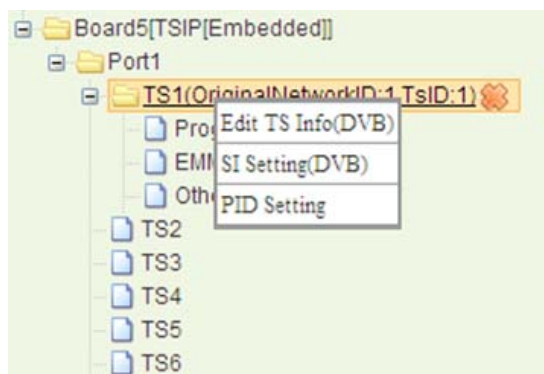 Board5[TSIP[Embedded]]
Port1
TS1(OriginalNetworkID:1,TsID:1)
Edit TS Info(DVB)
SI Setting(DVB)
PID Setting
TS2
TS3
TS4
TS5
TS6